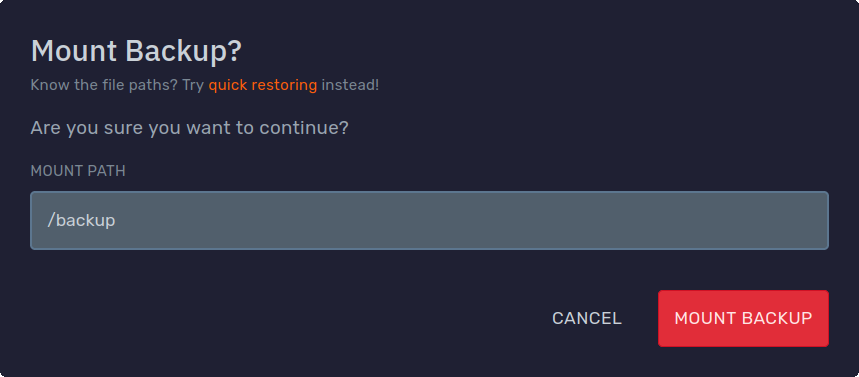 Mount Backup?
Know the file paths? Try quick restoring instead!
Are you sure you want to continue?
MOUNT PATH
/backup
CANCEL MOUNT BACKUP